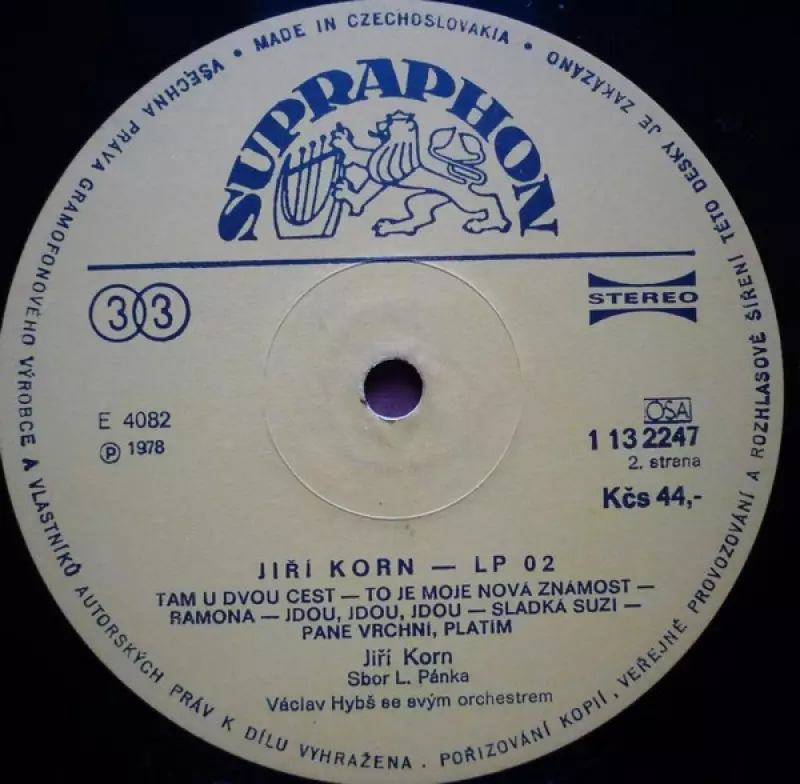 VŠECHNA PRÁVA GRAMOFONOVÉHO VÝROBCE A VLASTNÍKŮ AUTORSKÝCH PRÁV K DÍLU VYHRAŽENA. POŘIZOVÁNÍ KOPIÍ, VEŘEJNÉ PROVOZOVÁNÍ A ROZHLASOVÉ ŠÍŘENÍ TÉTO DESKY JE ZAKÁZÁNO • MADE IN CZECHOSLOVAKIA •
SUPRAPHON
33
STEREO
E 4082
Ⓟ 1978
OSA
1 13 2247
2. strana
Kčs 44,-
JIŘÍ KORN — LP 02
TAM U DVOU CEST — TO JE MOJE NOVÁ ZNÁMOST —
RAMONA — JDOU, JDOU, JDOU — SLADKÁ SUZI —
PANE VRCHNÍ, PLATÍM
Jiří Korn
Sbor L. Pánka
Václav Hybš se svým orchestrem